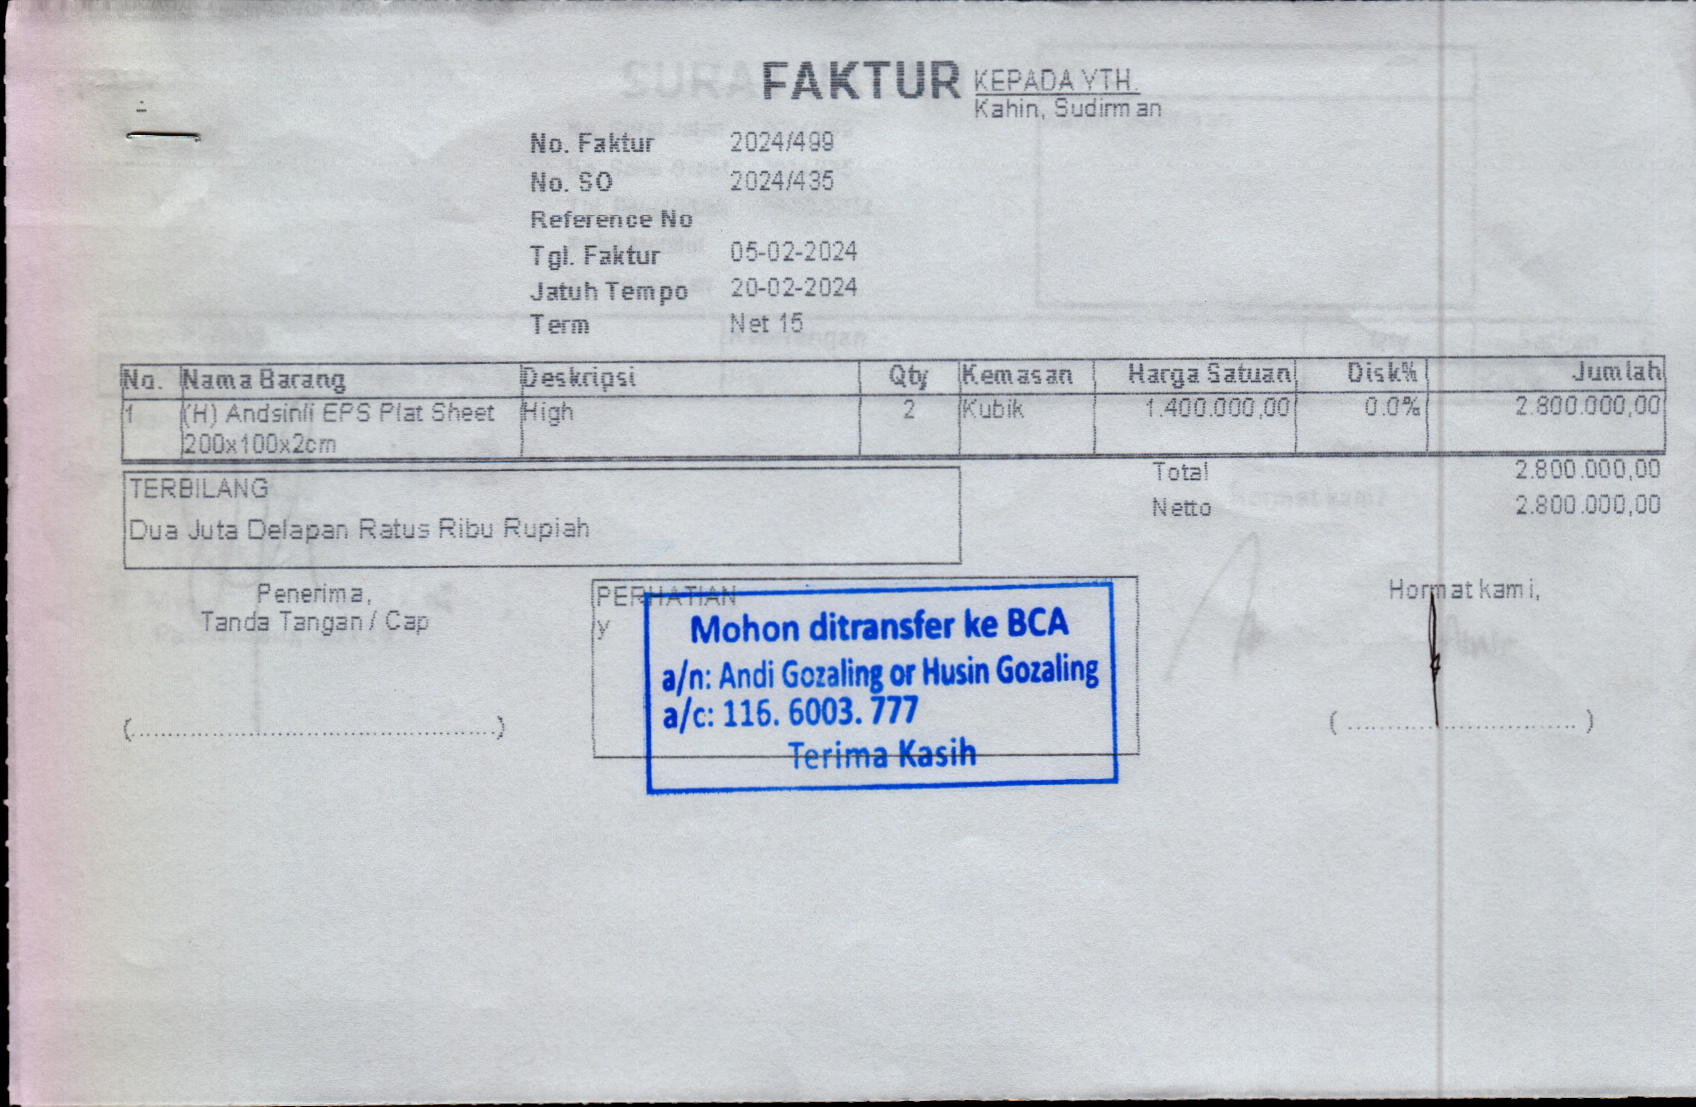 FAKTUR
KEPADA YTH.
Kahin, Sudirman
No. Faktur 2024/499
No. SO 2024/435
Reference No
Tgl. Faktur 05-02-2024
Jatuh Tempo 20-02-2024
Term Net 15
No. Nama Barang Deskripsi Qty Kemasan Harga Satuan Disk% Jumlah
1 (H) Andsinli EPS Plat Sheet High 2 Kubik 1.400.000,00 0.0% 2.800.000,00
200x100x2cm
Total 2.800.000,00
Netto 2.800.000,00
TERBILANG
Dua Juta Delapan Ratus Ribu Rupiah
Penerima,
Tanda Tangan / Cap
(.................................................)
PERHATIAN
y
Mohon ditransfer ke BCA
a/n: Andi Gozaling or Husin Gozaling
a/c: 116. 6003. 777
Terima Kasih
Hormat kami,
(................................)